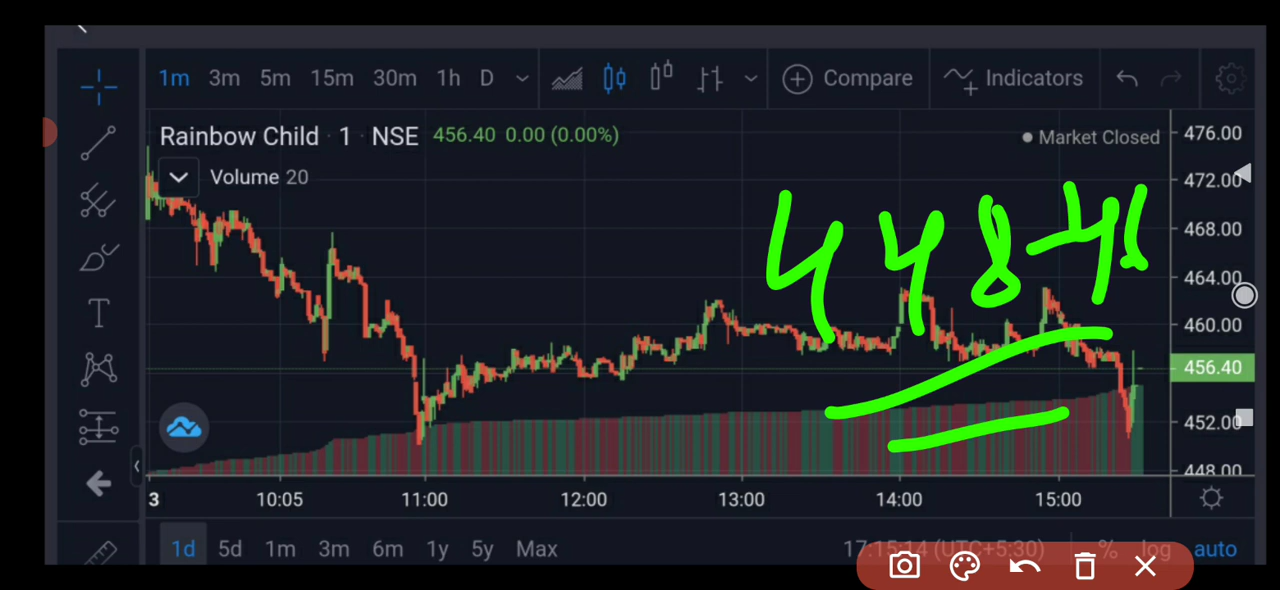 1m 3m 5m 15m 30m 1h D Compare Indicators
Rainbow Child · 1 · NSE 456.40 0.00 (0.00%) Market Closed
Volume 20
476.00
472.00
468.00
464.00
460.00
456.40
452.00
448.00
448-
T
3 10:05 11:00 12:00 13:00 14:00 15:00
1d 5d 1m 3m 6m 1y 5y Max 17:15:14 (UTC+5:30) % log auto